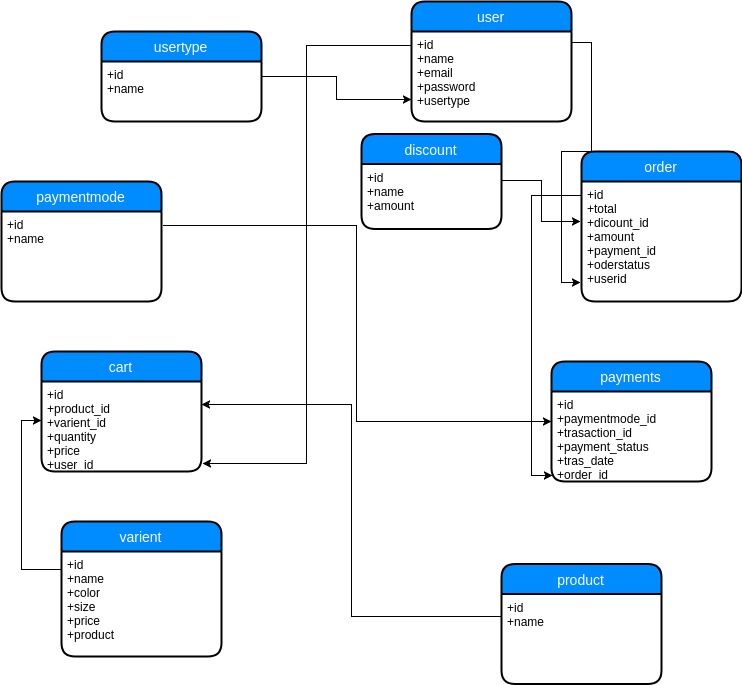 usertype
+id
+name
user
+id
+name
+email
+password
+usertype
discount
+id
+name
+amount
order
+id
+total
+dicount_id
+amount
+payment_id
+oderstatus
+userid
paymentmode
+id
+name
cart
+id
+product_id
+varient_id
+quantity
+price
+user_id
payments
+id
+paymentmode_id
+trasaction_id
+payment_status
+tras_date
+order_id
varient
+id
+name
+color
+size
+price
+product
product
+id
+name